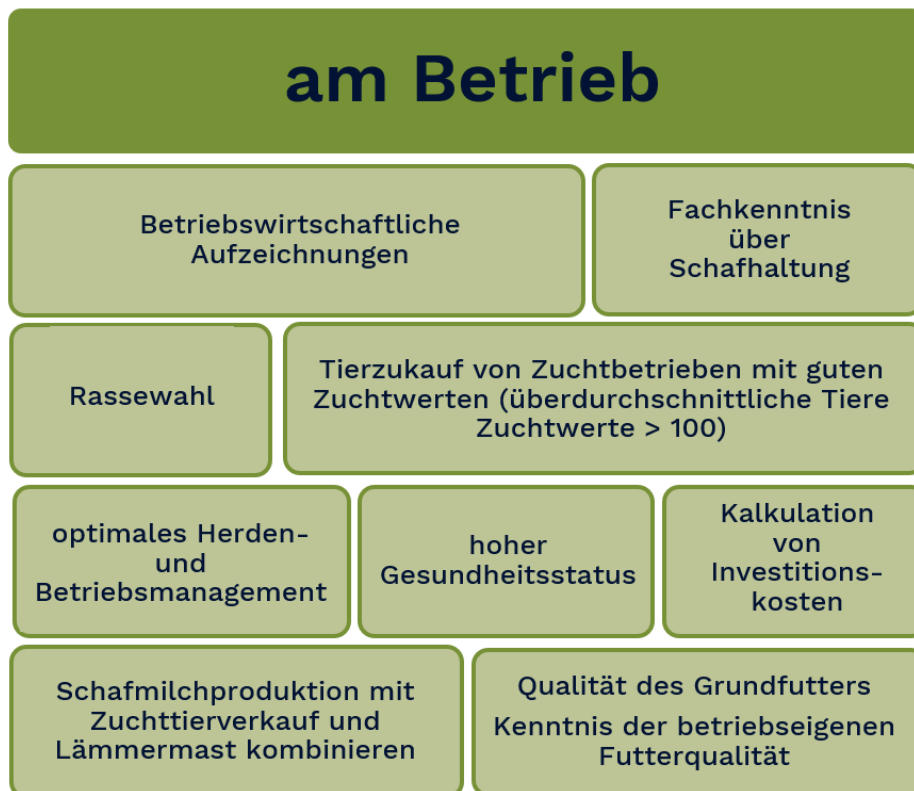 am Betrieb
Betriebswirtschaftliche
Aufzeichnungen
Fachkenntnis
über
Schafhaltung
Rassewahl
Tierzukauf von Zuchtbetrieben mit guten
Zuchtwerten (überdurchschnittliche Tiere
Zuchtwerte > 100)
optimales Herden-
und
Betriebsmanagement
hoher
Gesundheitsstatus
Kalkulation
von
Investitions-
kosten
Schafmilchproduktion mit
Zuchttierverkauf und
Lämmermast kombinieren
Qualität des Grundfutters
Kenntnis der betriebseigenen
Futterqualität